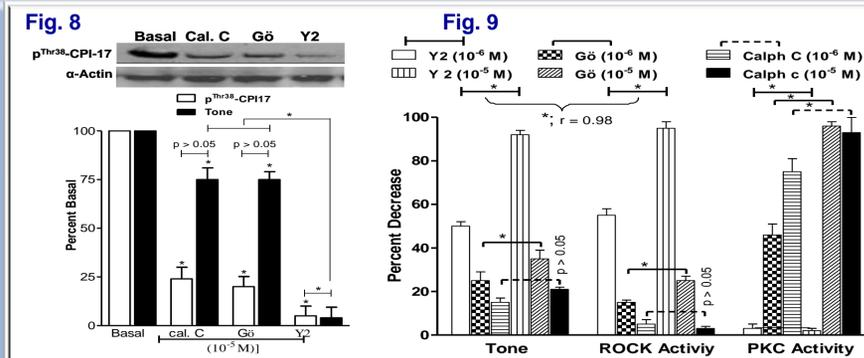 Fig. 8
Basal Cal. C Gö Y2
pThr38-CPI-17
α-Actin
pThr38-CPI17
Tone
*
100
p > 0.05 p > 0.05
75
* *
Percent Basal
50
25
* * * *
0
Basal cal. C Gö Y2
(10-5 M)]
Fig. 9
Y2 (10-6 M) Gö (10-6 M) Calph C (10-6 M)
Y 2 (10-5 M) Gö (10-5 M) Calph c (10-5 M)
* * * * *
*; r = 0.98
100
80
60
Percent Decrease
40
* p > 0.05 * p > 0.05
20
0
Tone ROCK Activiy PKC Activity